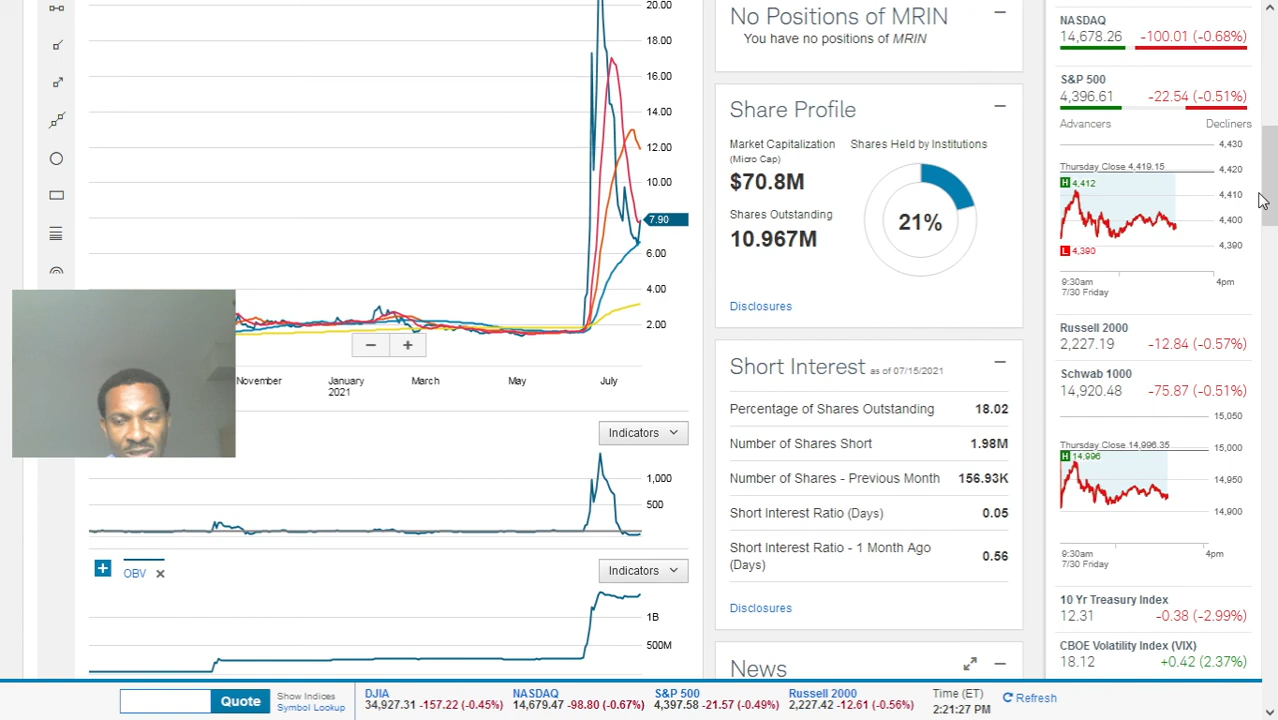 20.00
18.00
16.00
14.00
12.00
10.00
7.90
6.00
4.00
2.00
November
January
2021
March
May
July
Indicators
1,000
500
OBV
Indicators
1B
500M
No Positions of MRIN
You have no positions of MRIN
Share Profile
Market Capitalization
(Micro Cap)
$70.8M
Shares Outstanding
10.967M
Shares Held by Institutions
21%
Disclosures
Short Interest as of 07/15/2021
Percentage of Shares Outstanding 18.02
Number of Shares Short 1.98M
Number of Shares - Previous Month 156.93K
Short Interest Ratio (Days) 0.05
Short Interest Ratio - 1 Month Ago
(Days) 0.56
Disclosures
News
NASDAQ
14,678.26 -100.01 (-0.68%)
S&P 500
4,396.61 -22.54 (-0.51%)
Advancers Decliners
4,430
Thursday Close 4,419.15
4,420
H 4,412
4,410
4,400
4,390
L 4,390
9:30am 4pm
7/30 Friday
Russell 2000
2,227.19 -12.84 (-0.57%)
Schwab 1000
14,920.48 -75.87 (-0.51%)
15,050
Thursday Close 14,996.35
15,000
H 14,996
14,950
14,900
9:30am 4pm
7/30 Friday
10 Yr Treasury Index
12.31 -0.38 (-2.99%)
CBOE Volatility Index (VIX)
18.12 +0.42 (2.37%)
Quote
Show Indices
Symbol Lookup
DJIA
34,927.31 -157.22 (-0.45%)
NASDAQ
14,679.47 -98.80 (-0.67%)
S&P 500
4,397.58 -21.57 (-0.49%)
Russell 2000
2,227.42 -12.61 (-0.56%)
Time (ET)
2:21:27 PM
Refresh